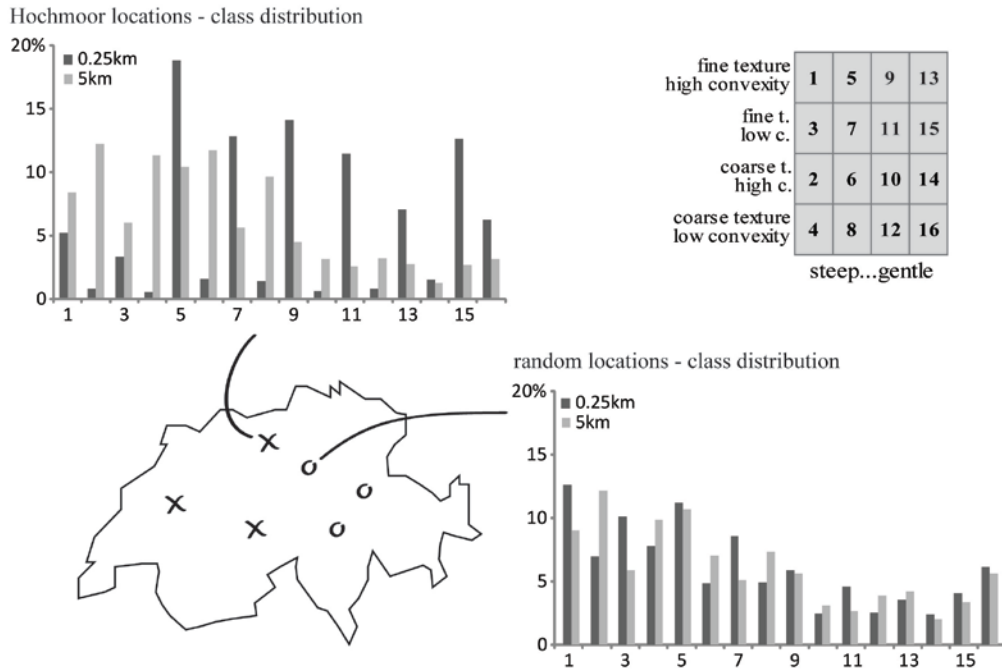 Hochmoor locations - class distribution
20%
15
10
5
0
0.25km
5km
1 3 5 7 9 11 13 15
fine texture
high convexity
1 5 9 13
fine t.
low c.
3 7 11 15
coarse t.
high c.
2 6 10 14
coarse texture
low convexity
4 8 12 16
steep...gentle
random locations - class distribution
20%
15
10
5
0
0.25km
5km
1 3 5 7 9 11 13 15